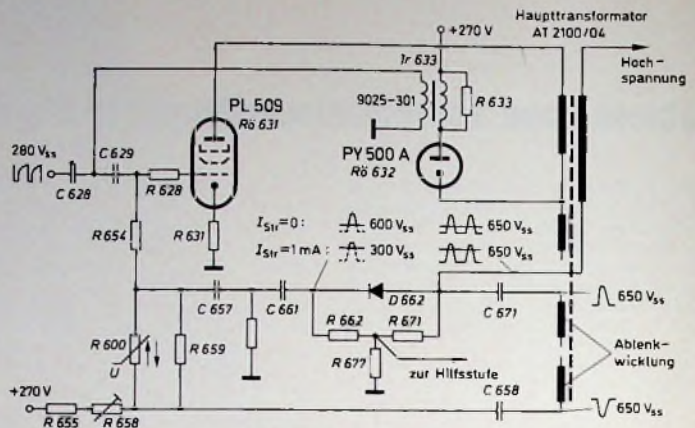 Haupttransformator
AT 2100/04
+270 V
Tr 633
Hoch-
spannung
9025-301
R 633
PL 509
Rö 631
280 Vss
C 629
C 628
R 628
PY 500 A
Rö 632
R 654
R 631
IStr=0:
600 Vss
650 Vss
IStr=1mA:
300 Vss
650 Vss
C 657
C 661
D 662
C 671
650 Vss
R 662
R 671
R 600
U
R 659
R 677
zur Hilfsstufe
Ablenk-
wicklung
+270 V
C 658
R 655
R 658
650 Vss